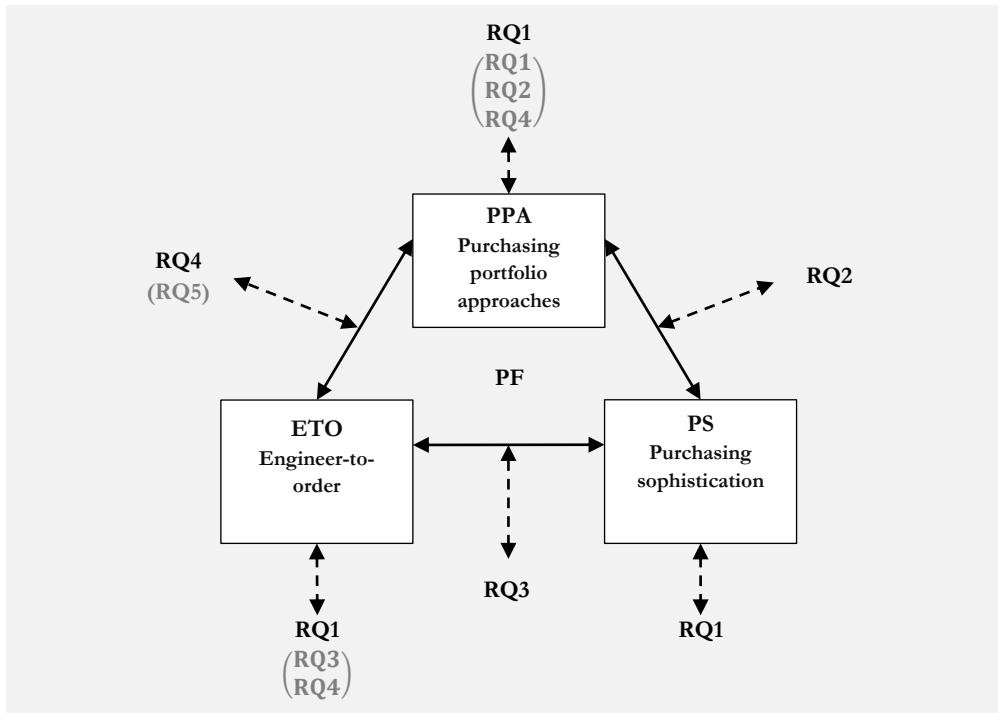 RQ1
(RQ1
RQ2
RQ4)
PPA
Purchasing
portfolio
approaches
RQ4
(RQ5)
RQ2
PF
ETO
Engineer-to-
order
PS
Purchasing
sophistication
RQ3
RQ1
(RQ3
RQ4)
RQ1